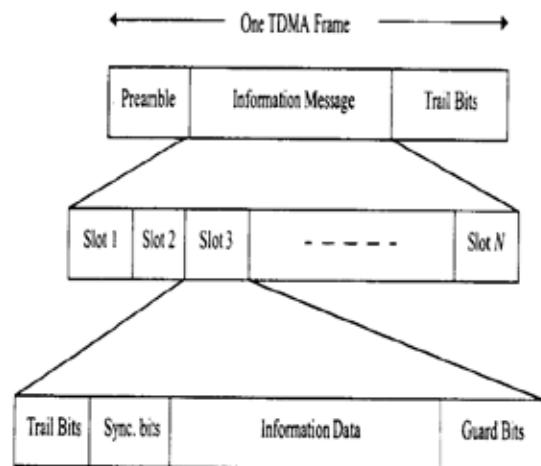 One TDMA Frame
Preamble Information Message Trail Bits
Slot 1 Slot 2 Slot 3 Slot N
Trail Bits Sync. bits Information Data Guard Bits